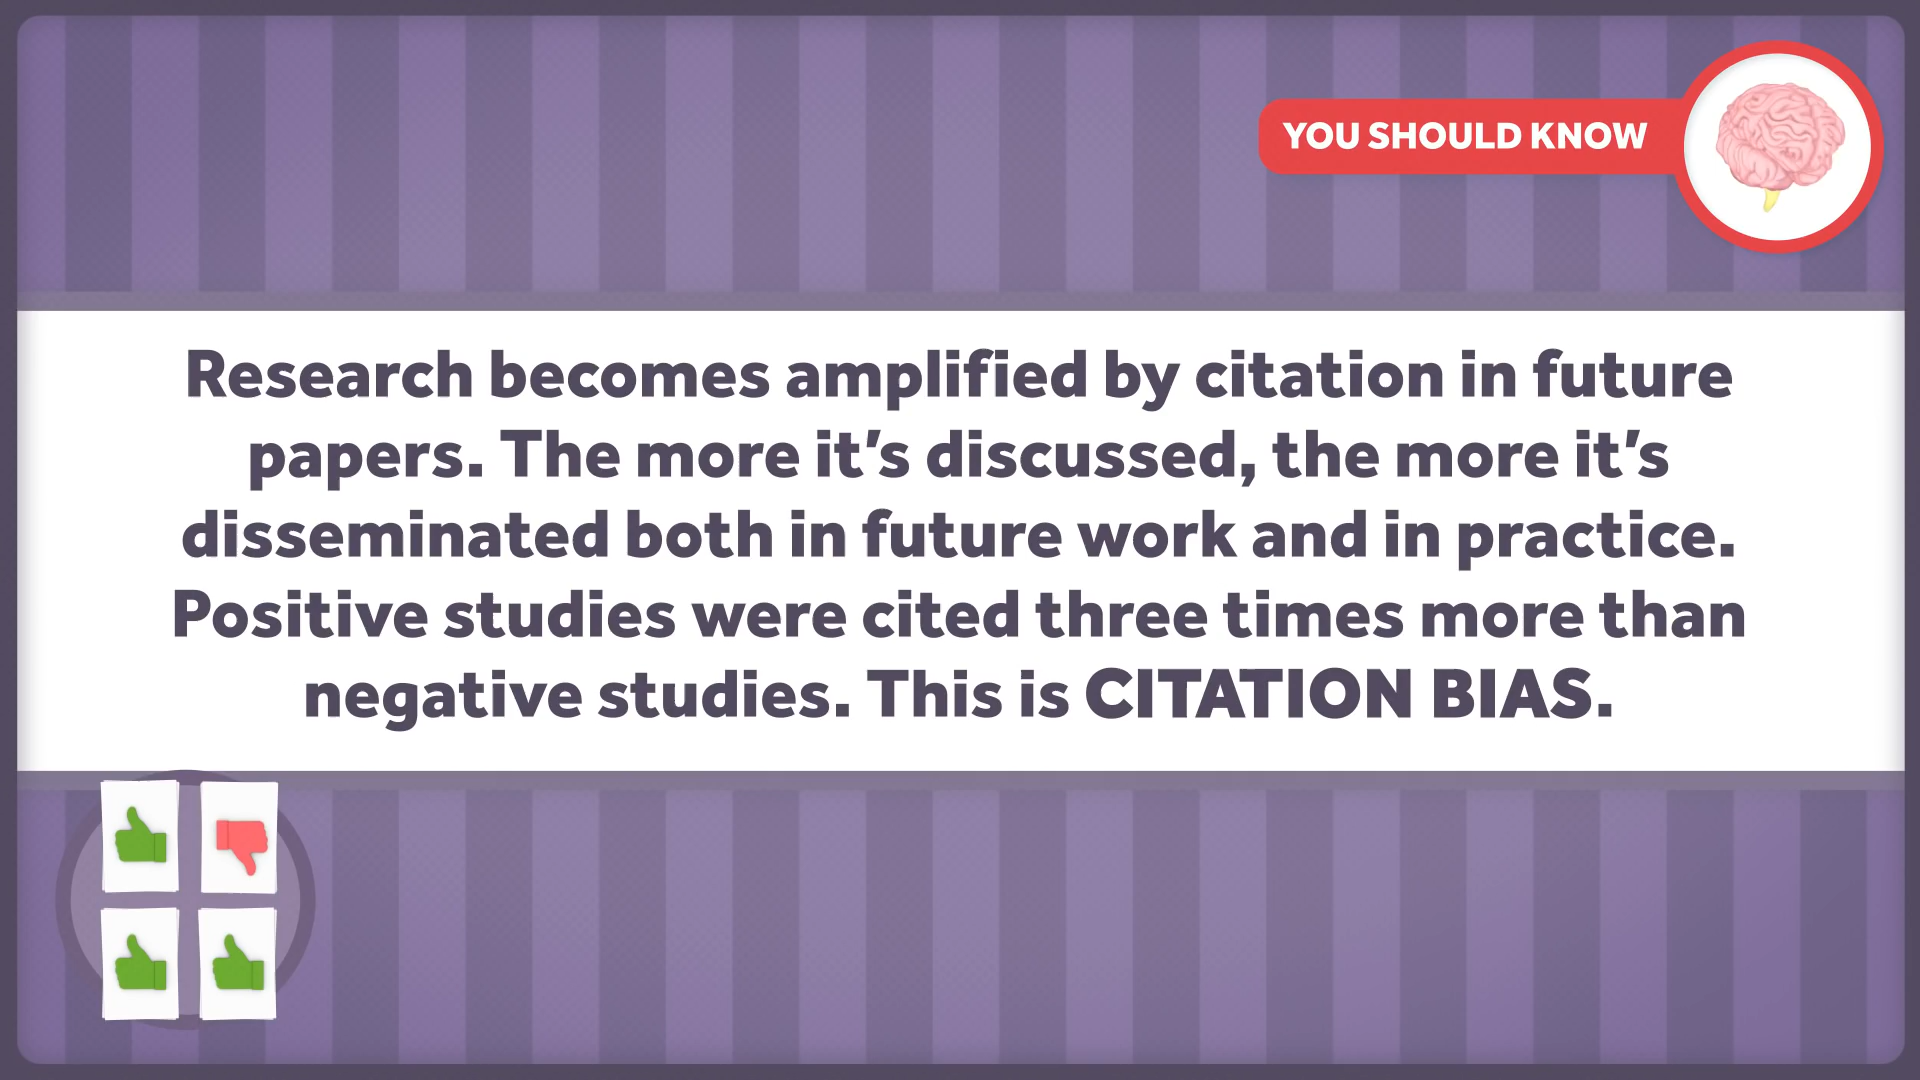 YOU SHOULD KNOW
Research becomes amplified by citation in future
papers. The more it’s discussed, the more it’s
disseminated both in future work and in practice.
Positive studies were cited three times more than
negative studies. This is CITATION BIAS.